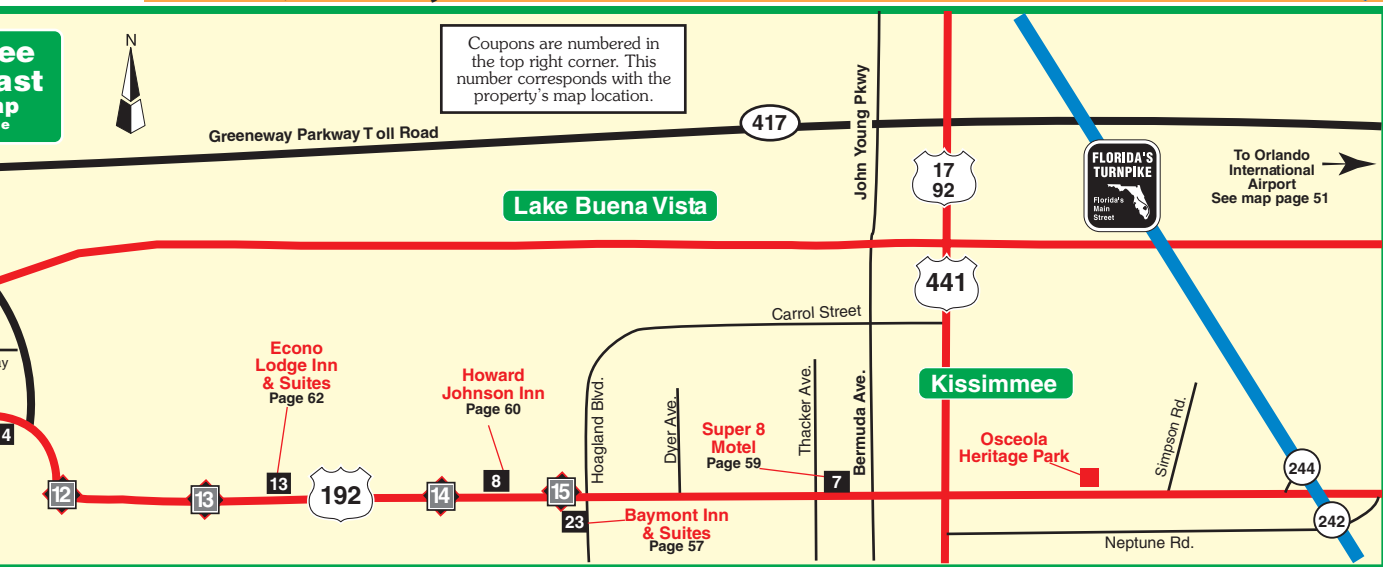 ee
ast
ap
e
N
Coupons are numbered in
the top right corner. This
number corresponds with the
property's map location.
Greeneway Parkway Toll Road
417
John Young Pkwy
17
92
FLORIDA'S
TURNPIKE
Florida's
Main
Street
To Orlando
International
Airport
See map page 51
Lake Buena Vista
441
Carrol Street
ay
Econo
Lodge Inn
& Suites
Page 62
Howard
Johnson Inn
Page 60
Hoagland Blvd.
Dyer Ave.
Super 8
Motel
Page 59
Thacker Ave.
Bermuda Ave.
Kissimmee
Osceola
Heritage Park
Simpson Rd.
4
12
13
13
192
14
8
15
7
244
23
Baymont Inn
& Suites
Page 57
242
Neptune Rd.